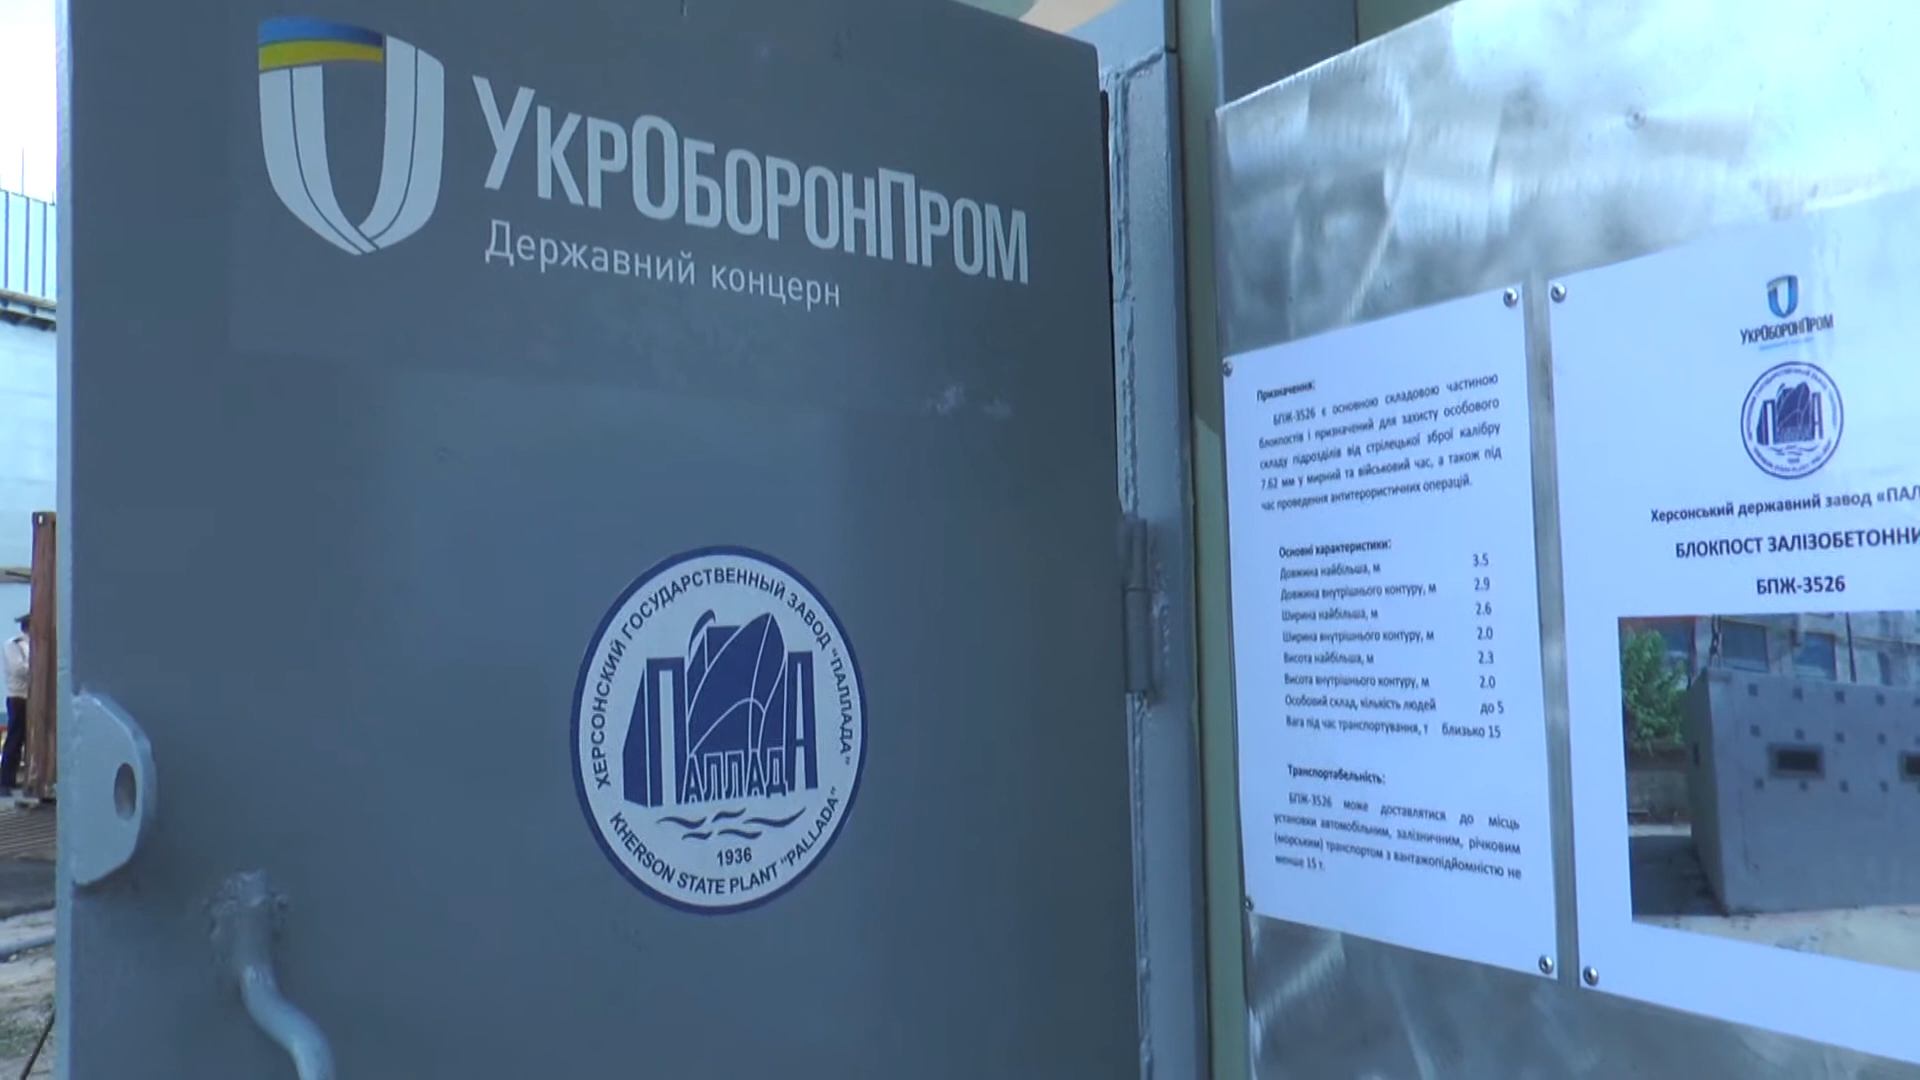 УКРОБОРОНПРОМ
Державний концерн
ХЕРСОНСКИЙ ГОСУДАРСТВЕННЫЙ ЗАВОД "ПАЛЛАДА"
ПАЛЛАДА
1936
KHERSON STATE PLANT "PALLADA"
Призначення:
БПЖ-3526 є основною складовою частиною
блокпостів і призначений для захисту особового
складу підрозділів від стрілецької зброї калібру
7.62 мм у мирний та військовий час, а також під
час проведення антитерористичних операцій.
Основні характеристики:
Довжина найбільша, м 3.5
Довжина внутрішнього контуру, м 2.9
Ширина найбільша, м 2.6
Ширина внутрішнього контуру, м 2.0
Висота найбільша, м 2.3
Висота внутрішнього контуру, м 2.0
Особовий склад, кількість людей до 5
Вага під час транспортування, т близько 15
Транспортабельність:
БПЖ-3526 може доставлятися до місць
установки автомобільним, залізничним, річковим
(морським) транспортом з вантажопідйомністю не
менше 15 т.
УКРОБОРОНПРОМ
ПАЛЛАДА
Херсонський державний завод «ПАЛ
БЛОКПОСТ ЗАЛІЗОБЕТОННИ
БПЖ-3526